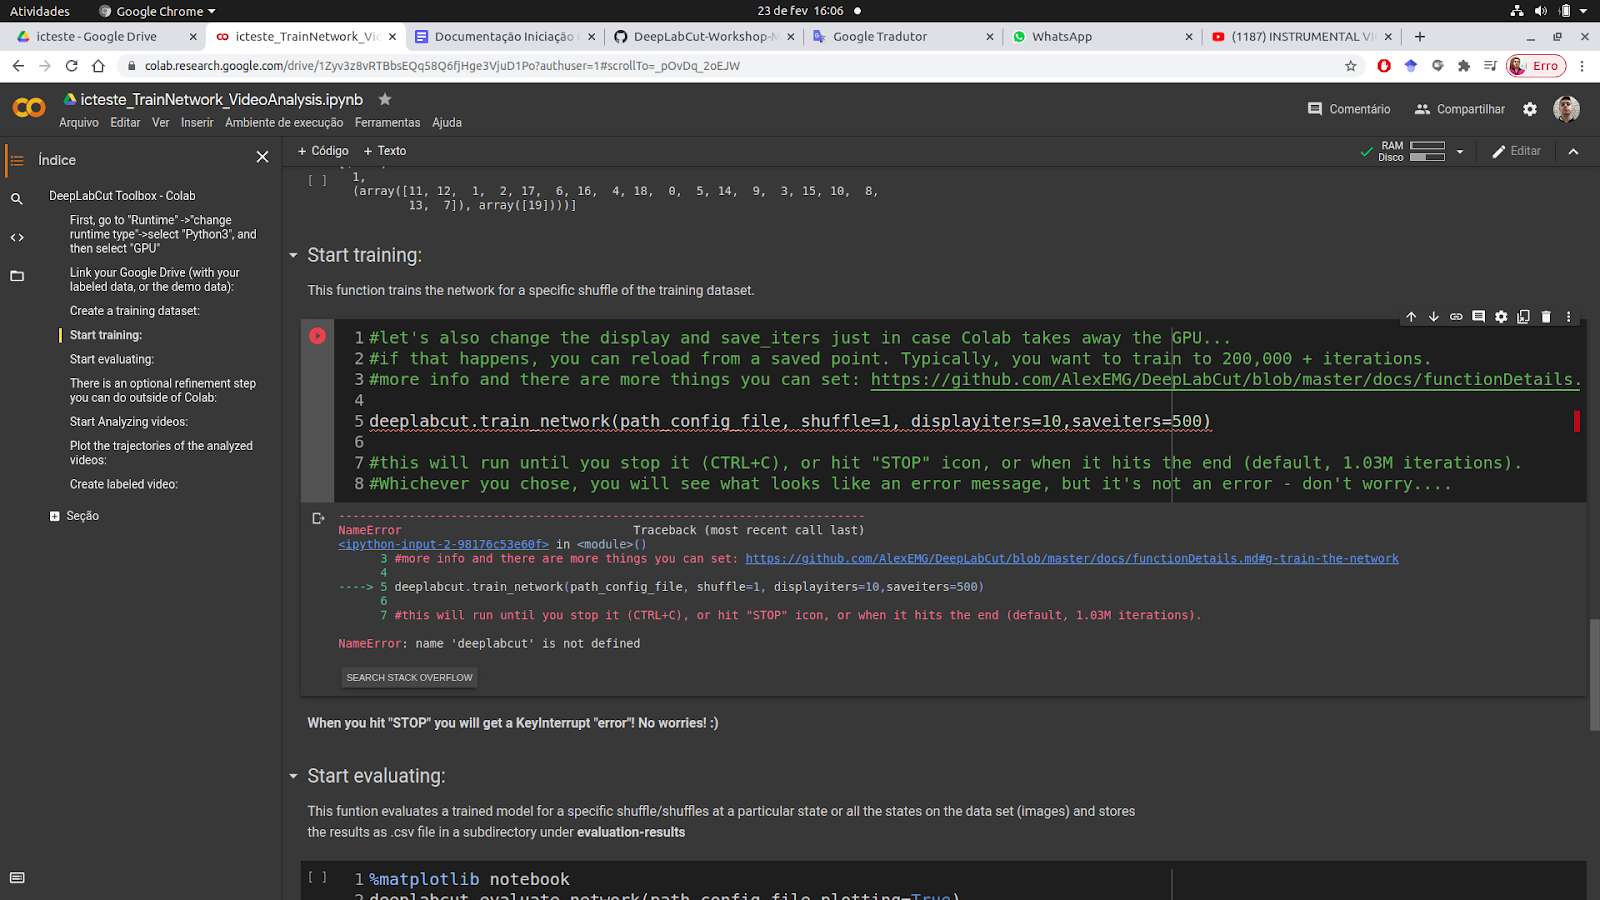 Atividades
Google Chrome
23 de fev 16:06
icteste - Google Drive
icteste_TrainNetwork_Vi
Documentação Iniciação
DeepLabCut-Workshop-M
Google Tradutor
WhatsApp
(1187) INSTRUMENTAL VI
colab.research.google.com/drive/1Zyv3z8vRTBbsEQq58Q6fjHge3VjuD1Po?authuser=1#scrollTo=_pOvDq_2oEJW
Erro
icteste_TrainNetwork_VideoAnalysis.ipynb
Arquivo Editar Ver Inserir Ambiente de execução Ferramentas Ajuda
Comentário
Compartilhar
Índice
+ Código + Texto
RAM
Disco
Editar
DeepLabCut Toolbox - Colab
First, go to "Runtime" ->"change
runtime type"->select "Python3", and
then select "GPU"
Link your Google Drive (with your
labeled data, or the demo data):
Create a training dataset:
Start training:
Start evaluating:
There is an optional refinement step
you can do outside of Colab:
Start Analyzing videos:
Plot the trajectories of the analyzed
videos:
Create labeled video:
Seção
[ ] 1,
(array([11, 12, 1, 2, 17, 6, 16, 4, 18, 0, 5, 14, 9, 3, 15, 10, 8,
13, 7]), array([19])))]
Start training:
This function trains the network for a specific shuffle of the training dataset.
1 #let's also change the display and save_iters just in case Colab takes away the GPU...
2 #if that happens, you can reload from a saved point. Typically, you want to train to 200,000 + iterations.
3 #more info and there are more things you can set: https://github.com/AlexEMG/DeepLabCut/blob/master/docs/functionDetails.
4
5 deeplabcut.train_network(path_config_file, shuffle=1, displayiters=10,saveiters=500)
6
7 #this will run until you stop it (CTRL+C), or hit "STOP" icon, or when it hits the end (default, 1.03M iterations).
8 #Whichever you chose, you will see what looks like an error message, but it's not an error - don't worry....
---------------------------------------------------------------------------
NameError Traceback (most recent call last)
<ipython-input-2-98176c53e60f> in <module>()
3 #more info and there are more things you can set: https://github.com/AlexEMG/DeepLabCut/blob/master/docs/functionDetails.md#g-train-the-network
4
----> 5 deeplabcut.train_network(path_config_file, shuffle=1, displayiters=10,saveiters=500)
6
7 #this will run until you stop it (CTRL+C), or hit "STOP" icon, or when it hits the end (default, 1.03M iterations).
NameError: name 'deeplabcut' is not defined
SEARCH STACK OVERFLOW
When you hit "STOP" you will get a KeyInterrupt "error"! No worries! :)
Start evaluating:
This funtion evaluates a trained model for a specific shuffle/shuffles at a particular state or all the states on the data set (images) and stores
the results as .csv file in a subdirectory under evaluation-results
[ ] 1 %matplotlib notebook
2 deeplabcut.evaluate_network(path_config_file,plotting=True)